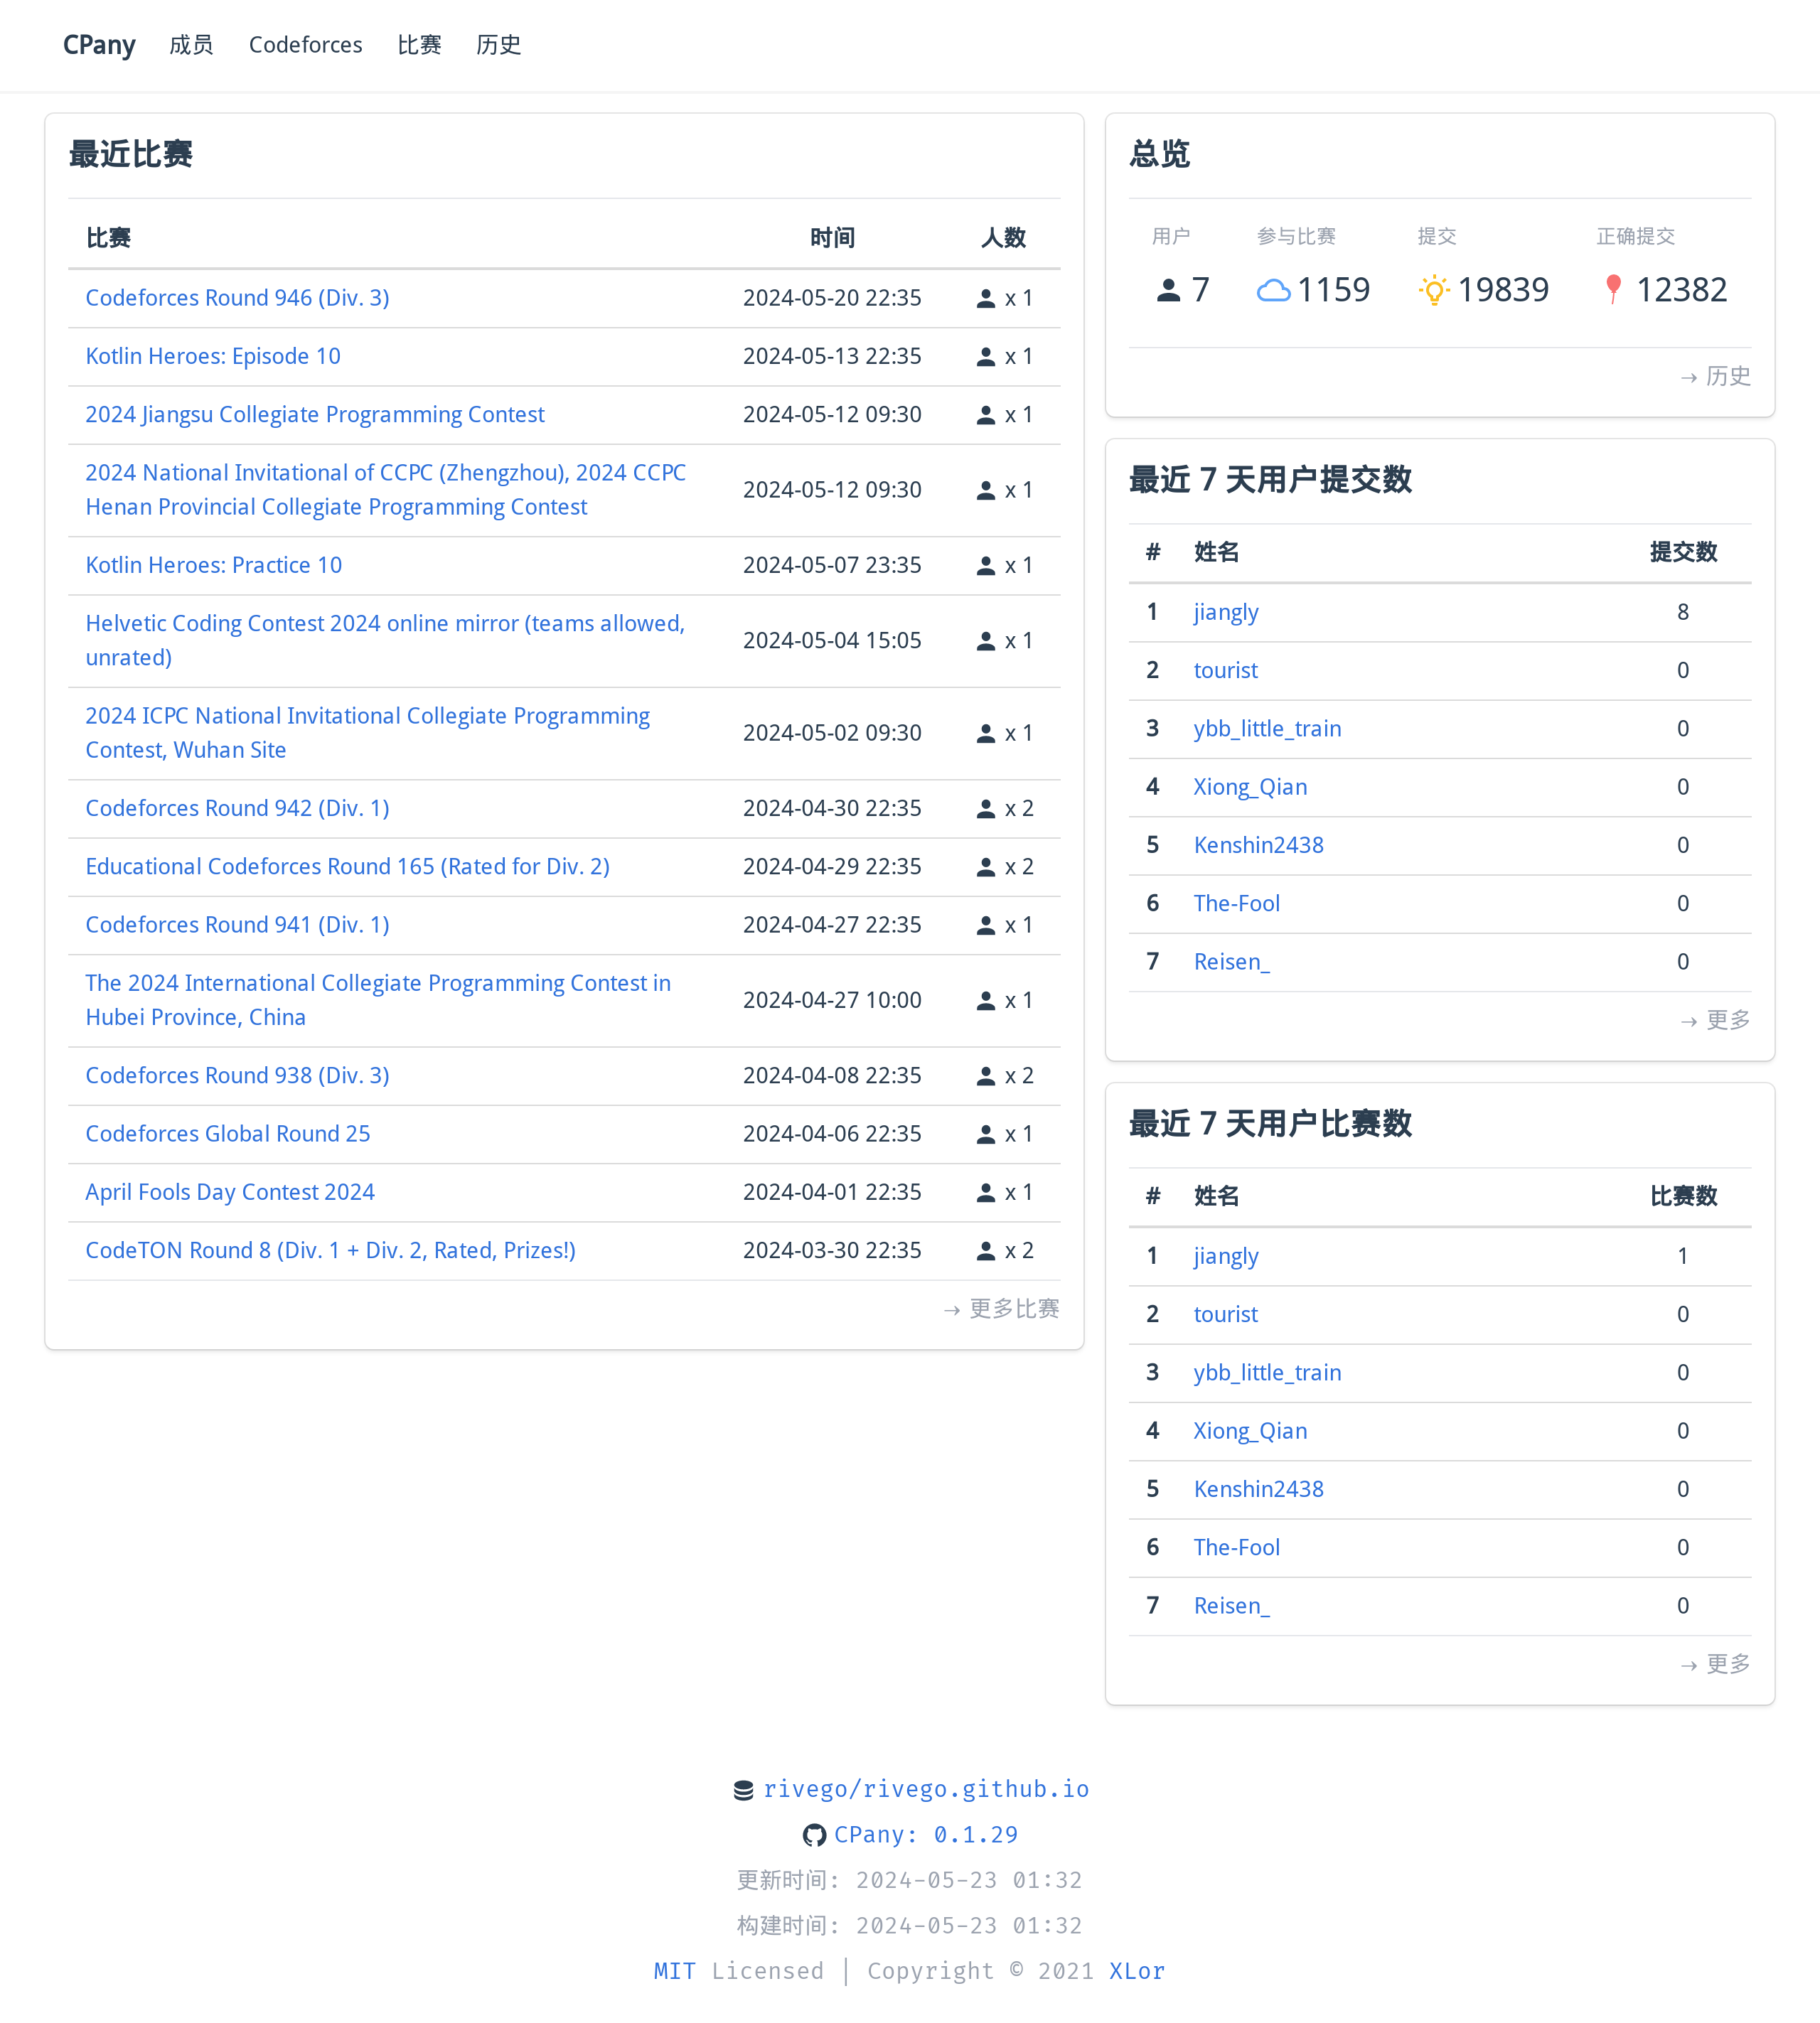 CPany 成员 Codeforces 比赛 历史
最近比赛
比赛 时间 人数
Codeforces Round 946 (Div. 3) 2024-05-20 22:35 x 1
Kotlin Heroes: Episode 10 2024-05-13 22:35 x 1
2024 Jiangsu Collegiate Programming Contest 2024-05-12 09:30 x 1
2024 National Invitational of CCPC (Zhengzhou), 2024 CCPC
Henan Provincial Collegiate Programming Contest 2024-05-12 09:30 x 1
Kotlin Heroes: Practice 10 2024-05-07 23:35 x 1
Helvetic Coding Contest 2024 online mirror (teams allowed,
unrated) 2024-05-04 15:05 x 1
2024 ICPC National Invitational Collegiate Programming
Contest, Wuhan Site 2024-05-02 09:30 x 1
Codeforces Round 942 (Div. 1) 2024-04-30 22:35 x 2
Educational Codeforces Round 165 (Rated for Div. 2) 2024-04-29 22:35 x 2
Codeforces Round 941 (Div. 1) 2024-04-27 22:35 x 1
The 2024 International Collegiate Programming Contest in
Hubei Province, China 2024-04-27 10:00 x 1
Codeforces Round 938 (Div. 3) 2024-04-08 22:35 x 2
Codeforces Global Round 25 2024-04-06 22:35 x 1
April Fools Day Contest 2024 2024-04-01 22:35 x 1
CodeTON Round 8 (Div. 1 + Div. 2, Rated, Prizes!) 2024-03-30 22:35 x 2
→ 更多比赛
总览
用户 参与比赛 提交 正确提交
7 1159 19839 12382
→ 历史
最近 7 天用户提交数
# 姓名 提交数
1 jiangly 8
2 tourist 0
3 ybb_little_train 0
4 Xiong_Qian 0
5 Kenshin2438 0
6 The-Fool 0
7 Reisen_ 0
→ 更多
最近 7 天用户比赛数
# 姓名 比赛数
1 jiangly 1
2 tourist 0
3 ybb_little_train 0
4 Xiong_Qian 0
5 Kenshin2438 0
6 The-Fool 0
7 Reisen_ 0
→ 更多
rivego/rivego.github.io
CPany: 0.1.29
更新时间: 2024-05-23 01:32
构建时间: 2024-05-23 01:32
MIT Licensed | Copyright © 2021 XLor